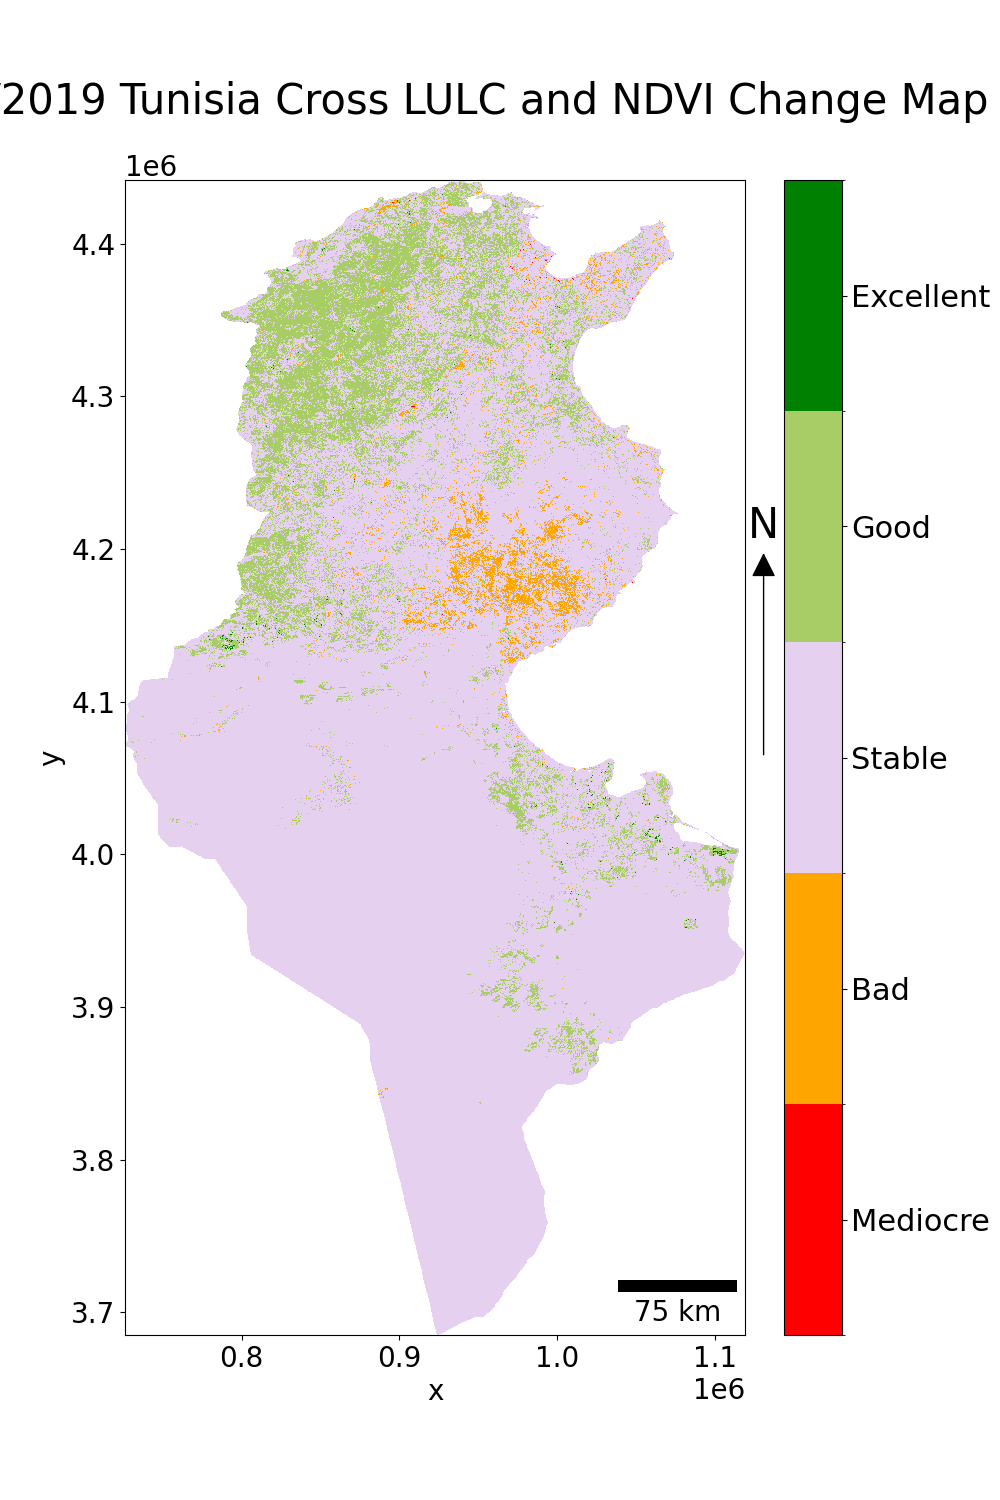 /2019 Tunisia Cross LULC and NDVI Change Map
1e6
4.4
4.3
4.2
4.1
4.0
3.9
3.8
3.7
y
0.8 0.9 1.0 1.1
x
1e6
N
75 km
Excellent
Good
Stable
Bad
Mediocre